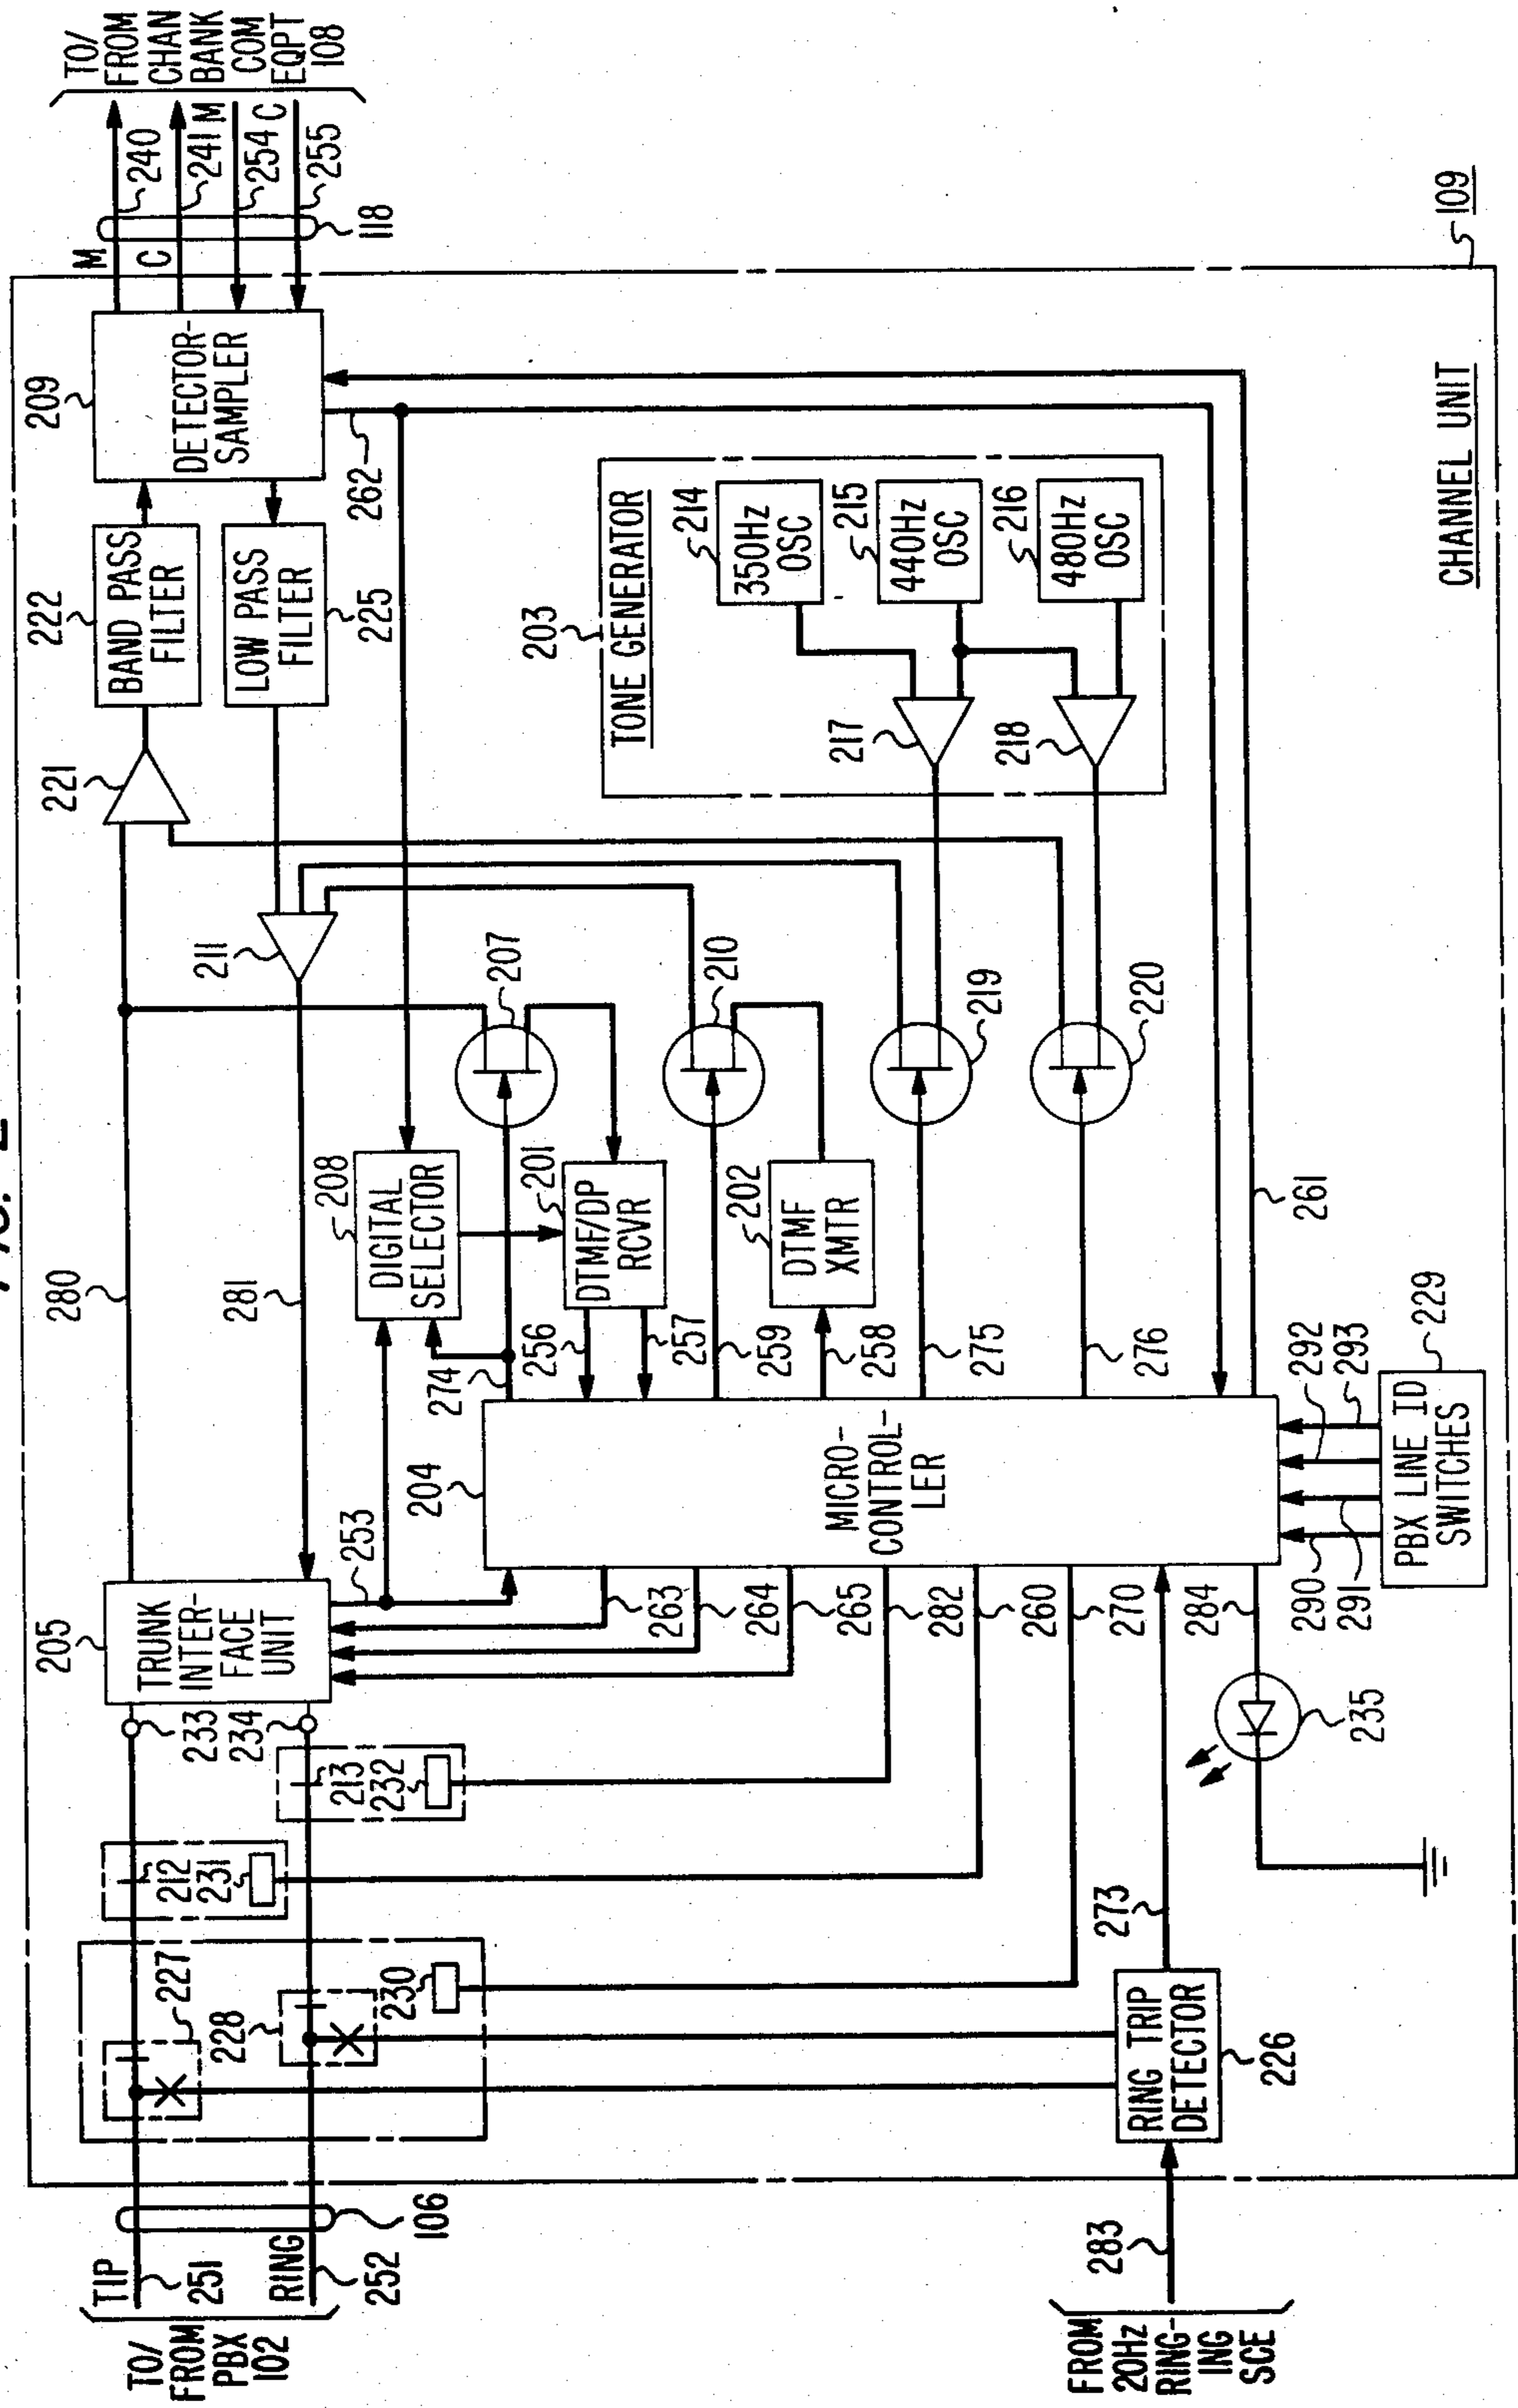 FIG. 2
TO/
FROM
PBX
102
TIP
251
RING
252
106
FROM
20Hz
RING-
ING
SCE
283
227
228
230
212
231
213
232
233
234
205
TRUNK
INTER-
FACE
UNIT
280
281
253
263
264
265
282
260
270
284
273
RING TRIP
DETECTOR
226
235
204
MICRO-
CONTROL-
LER
290
291
292
293
PBX LINE ID
SWITCHES
229
208
DIGITAL
SELECTOR
274
256
257
259
258
275
276
261
201
DTMF/DP
RCVR
202
DTMF
XMTR
207
210
219
220
211
221
222
BAND PASS
FILTER
LOW PASS
FILTER
225
209
DETECTOR-
SAMPLER
262
203
TONE GENERATOR
214
350Hz
OSC
215
440Hz
OSC
216
480Hz
OSC
217
218
M
C
118
240
241
M
254
C
255
TO/
FROM
CHAN
BANK
COM
EQPT
108
CHANNEL UNIT
109